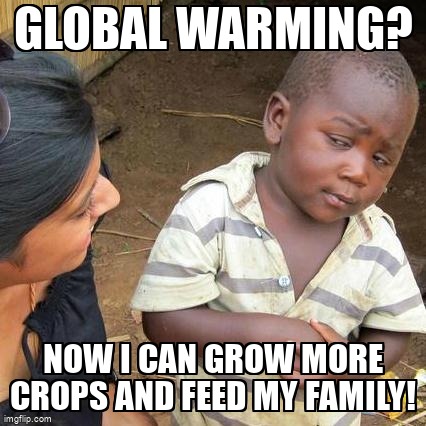 GLOBAL WARMING?
NOW I CAN GROW MORE
CROPS AND FEED MY FAMILY!
imgflip.com